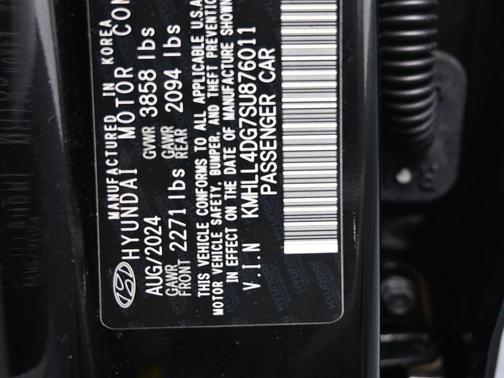 MANUFACTURED IN KOREA
HYUNDAI MOTOR CO
AUG/2024 GVWR 3858 lbs
GAWR FRONT 2271 lbs GAWR REAR 2094 lbs
THIS VEHICLE CONFORMS TO ALL APPLICABLE U.S.A
MOTOR VEHICLE SAFETY, BUMPER, AND THEFT
IN EFFECT ON THE DATE OF MANUFACTURE SHOWN
V.I.N KMHLL4DG7SU876011
PASSENGER CAR